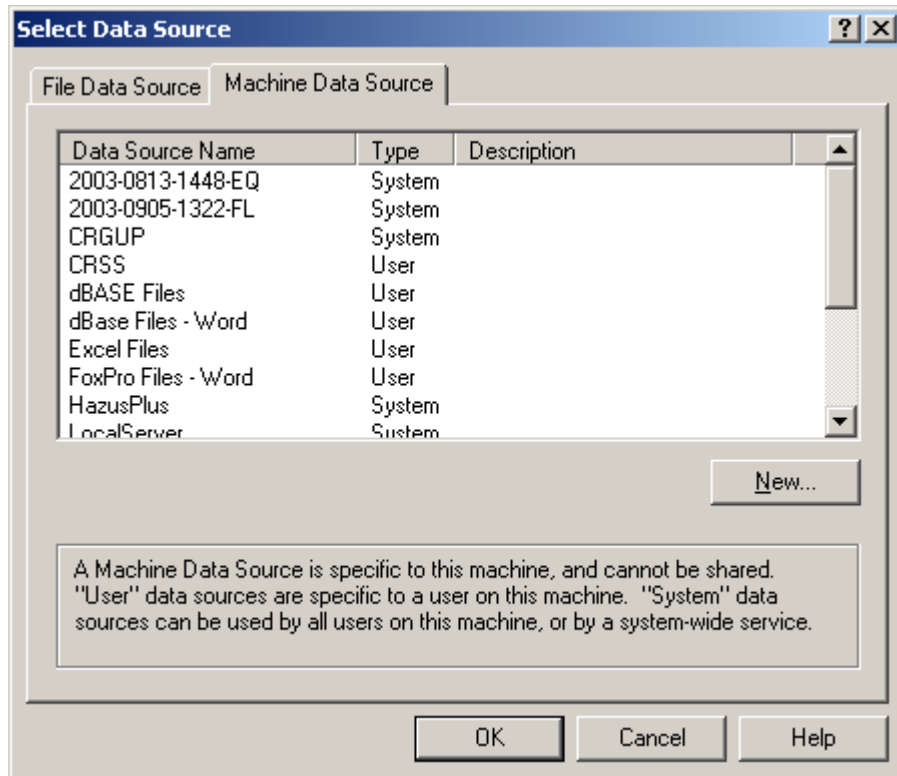 Select Data Source
File Data Source Machine Data Source
Data Source Name Type Description
2003-0813-1448-EQ System
2003-0905-1322-FL System
CRGUP System
CRSS User
dBASE Files User
dBase Files - Word User
Excel Files User
FoxPro Files - Word User
HazusPlus System
LocalServer System
New...
A Machine Data Source is specific to this machine, and cannot be shared.
"User" data sources are specific to a user on this machine. "System" data
sources can be used by all users on this machine, or by a system-wide service.
OK Cancel Help